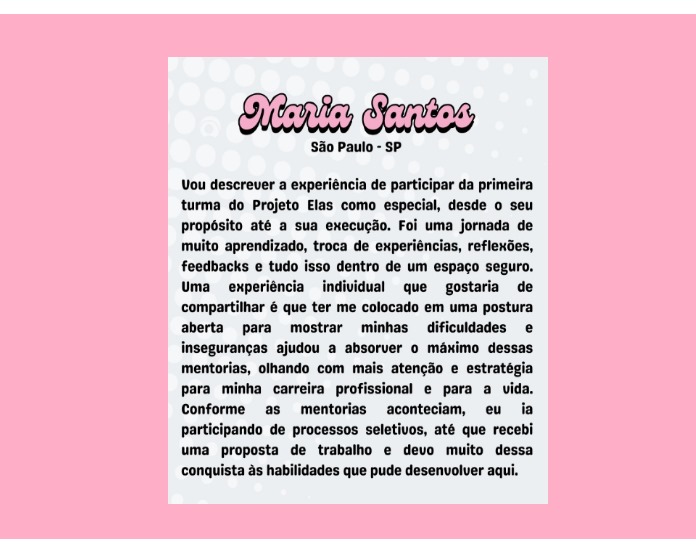 Maria Santos
São Paulo - SP
Vou descrever a experiência de participar da primeira
turma do Projeto Elas como especial, desde o seu
propósito até a sua execução. Foi uma jornada de
muito aprendizado, troca de experiências, reflexões,
feedbacks e tudo isso dentro de um espaço seguro.
Uma experiência individual que gostaria de
compartilhar é que ter me colocado em uma postura
aberta para mostrar minhas dificuldades e
inseguranças ajudou a absorver o máximo dessas
mentorias, olhando com mais atenção e estratégia
para minha carreira profissional e para a vida.
Conforme as mentorias aconteciam, eu ia
participando de processos seletivos, até que recebi
uma proposta de trabalho e devo muito dessa
conquista às habilidades que pude desenvolver aqui.